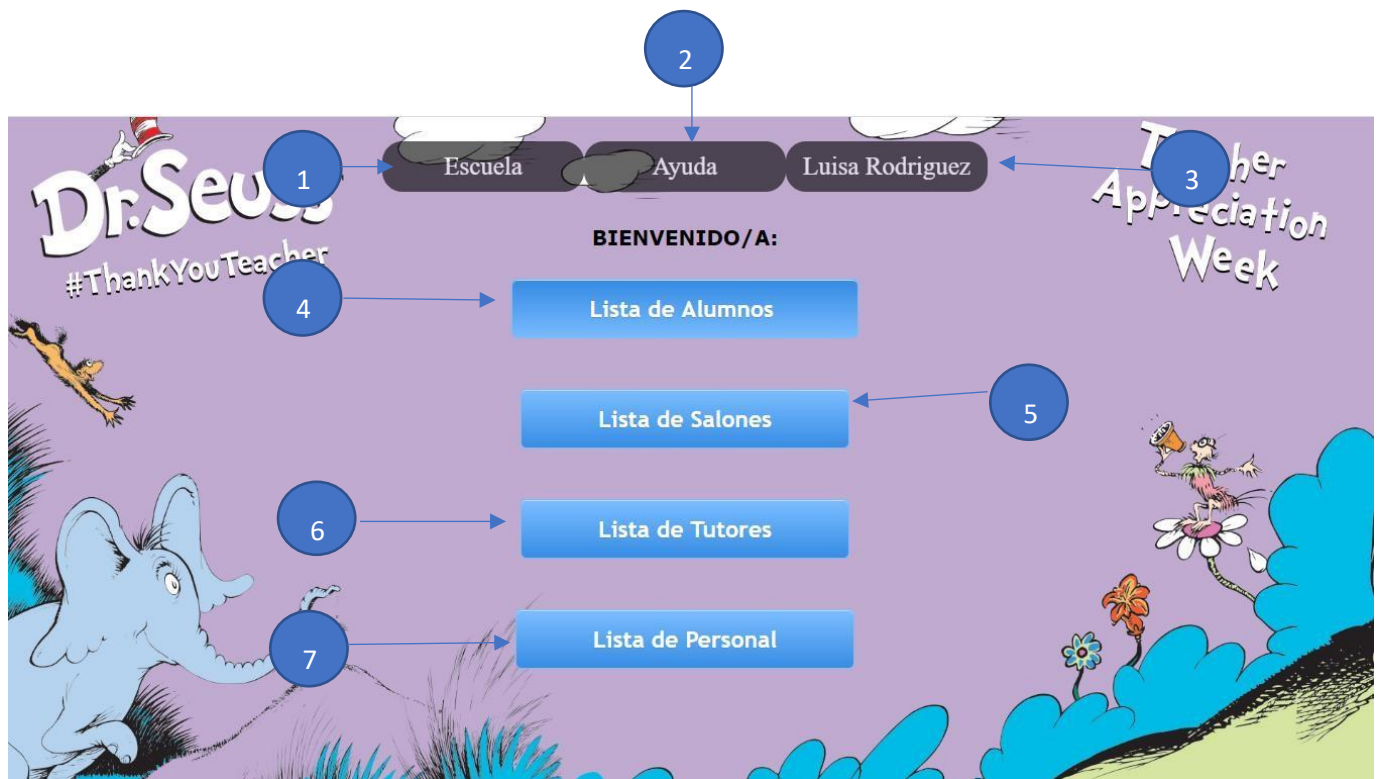 2
Escuela
Ayuda
Luisa Rodriguez
1
3
Dr. Seuss
#ThankYouTeacher
Teacher
Appreciation
Week
BIENVENIDO/A:
4
Lista de Alumnos
5
Lista de Salones
6
Lista de Tutores
7
Lista de Personal